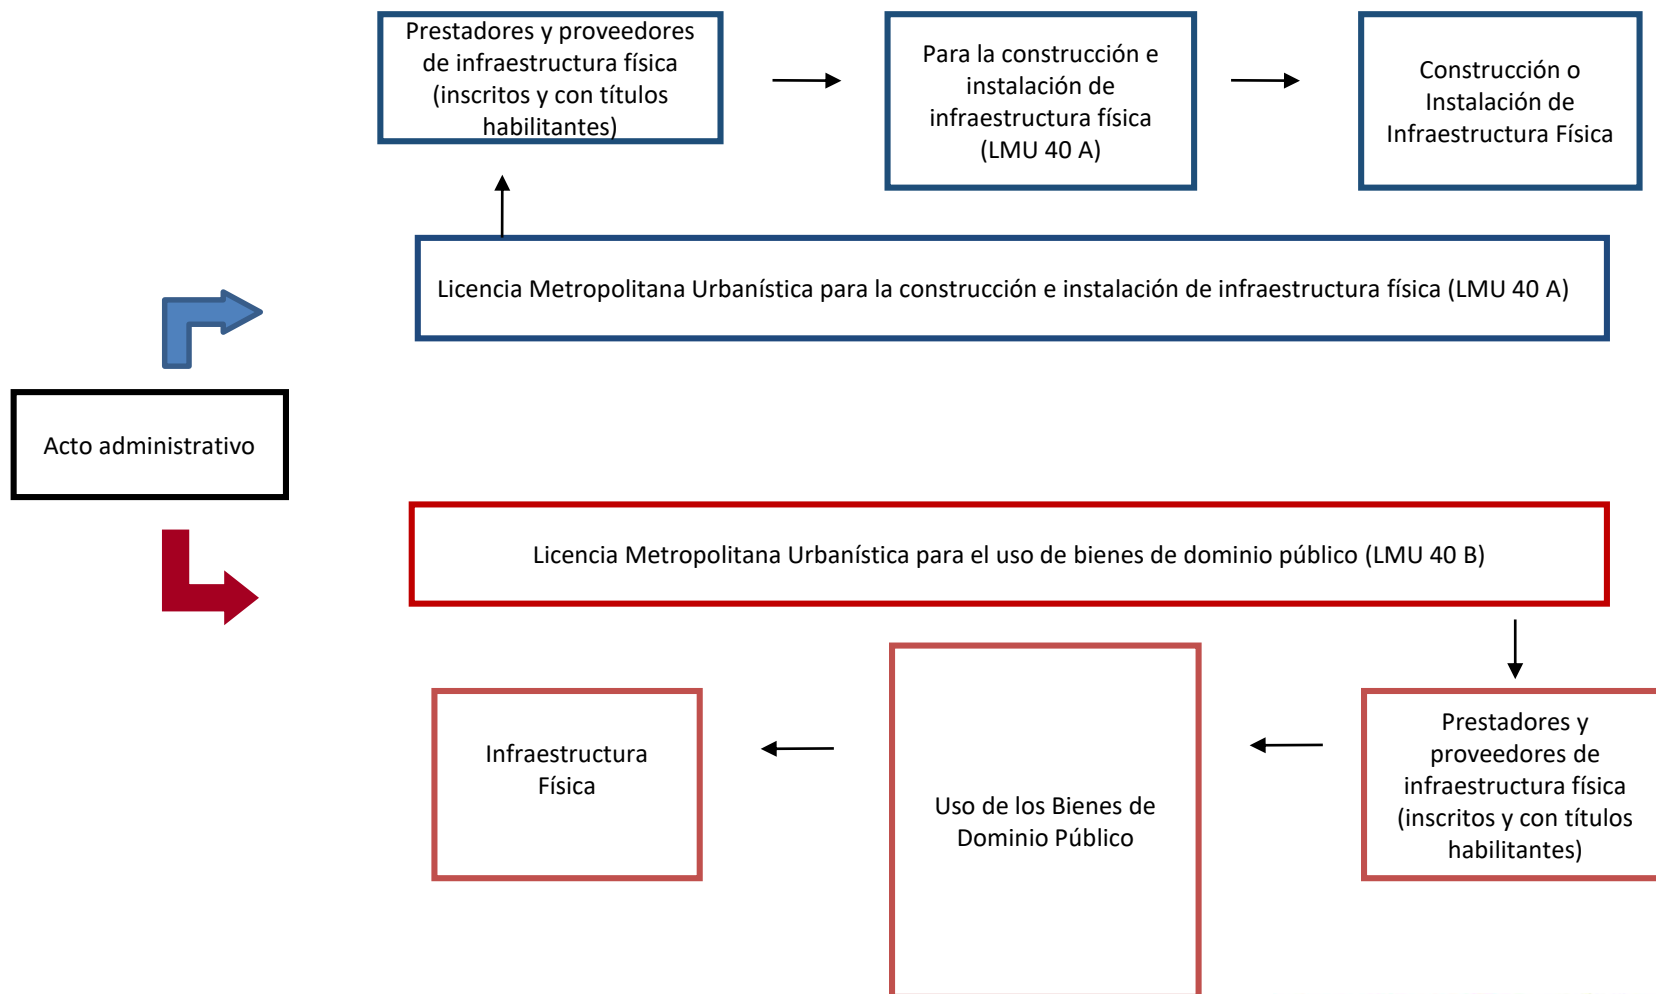 Prestadores y proveedores
de infraestructura física
(inscritos y con títulos
habilitantes)
Para la construcción e
instalación de
infraestructura física
(LMU 40 A)
Construcción o
Instalación de
Infraestructura Física
Licencia Metropolitana Urbanística para la construcción e instalación de infraestructura física (LMU 40 A)
Acto administrativo
Licencia Metropolitana Urbanística para el uso de bienes de dominio público (LMU 40 B)
Infraestructura
Física
Uso de los Bienes de
Dominio Público
Prestadores y
proveedores de
infraestructura física
(inscritos y con títulos
habilitantes)